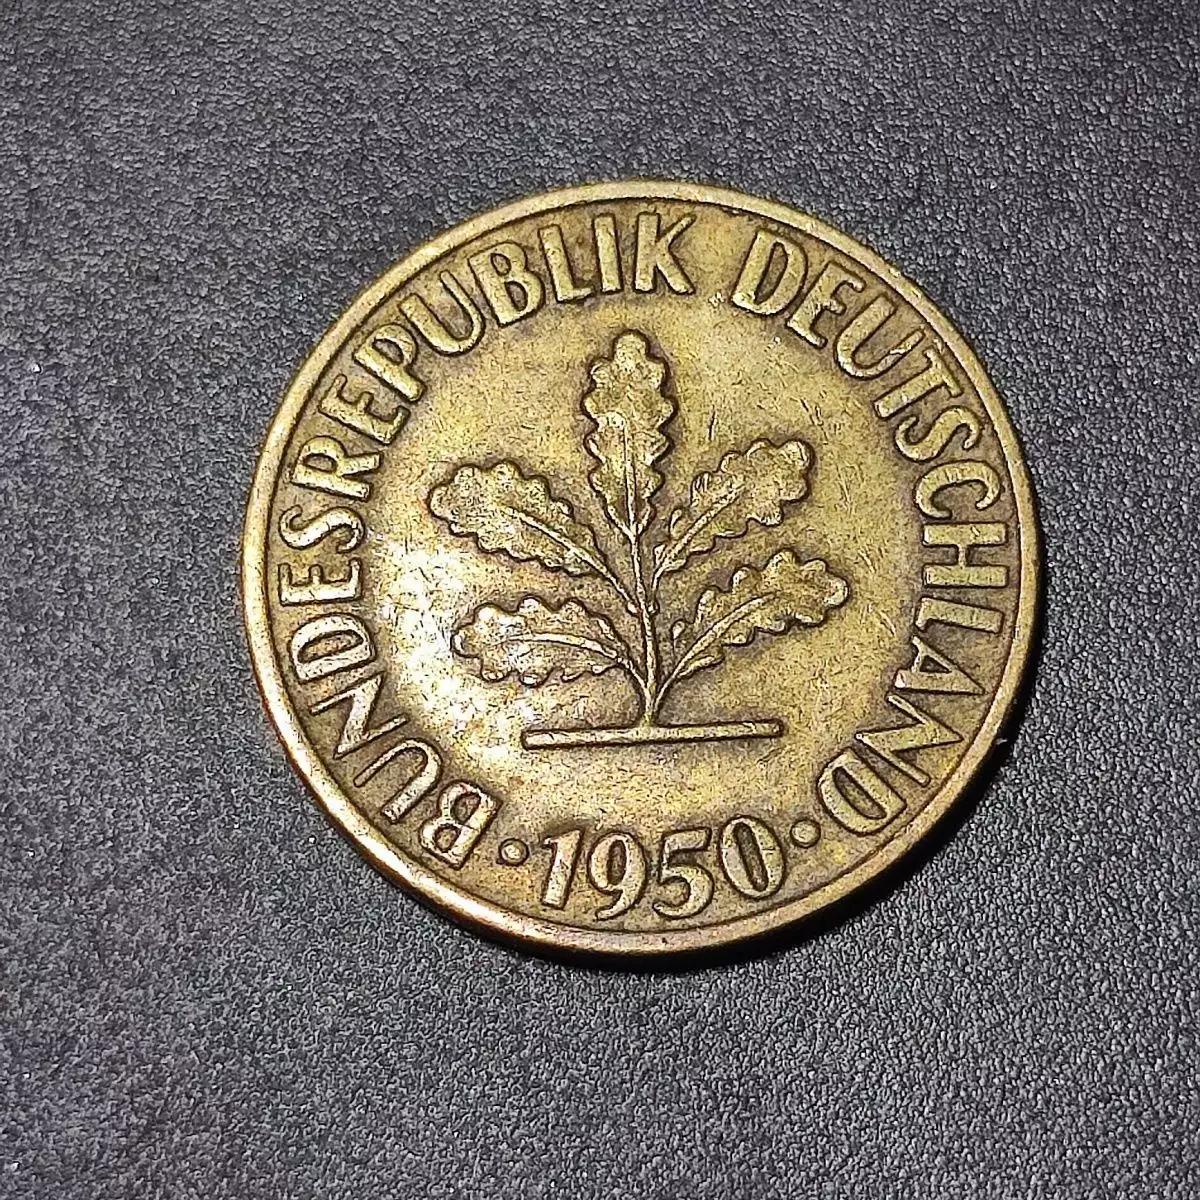 BUNDESREPUBLIK DEUTSCHLAND
· 1950 ·